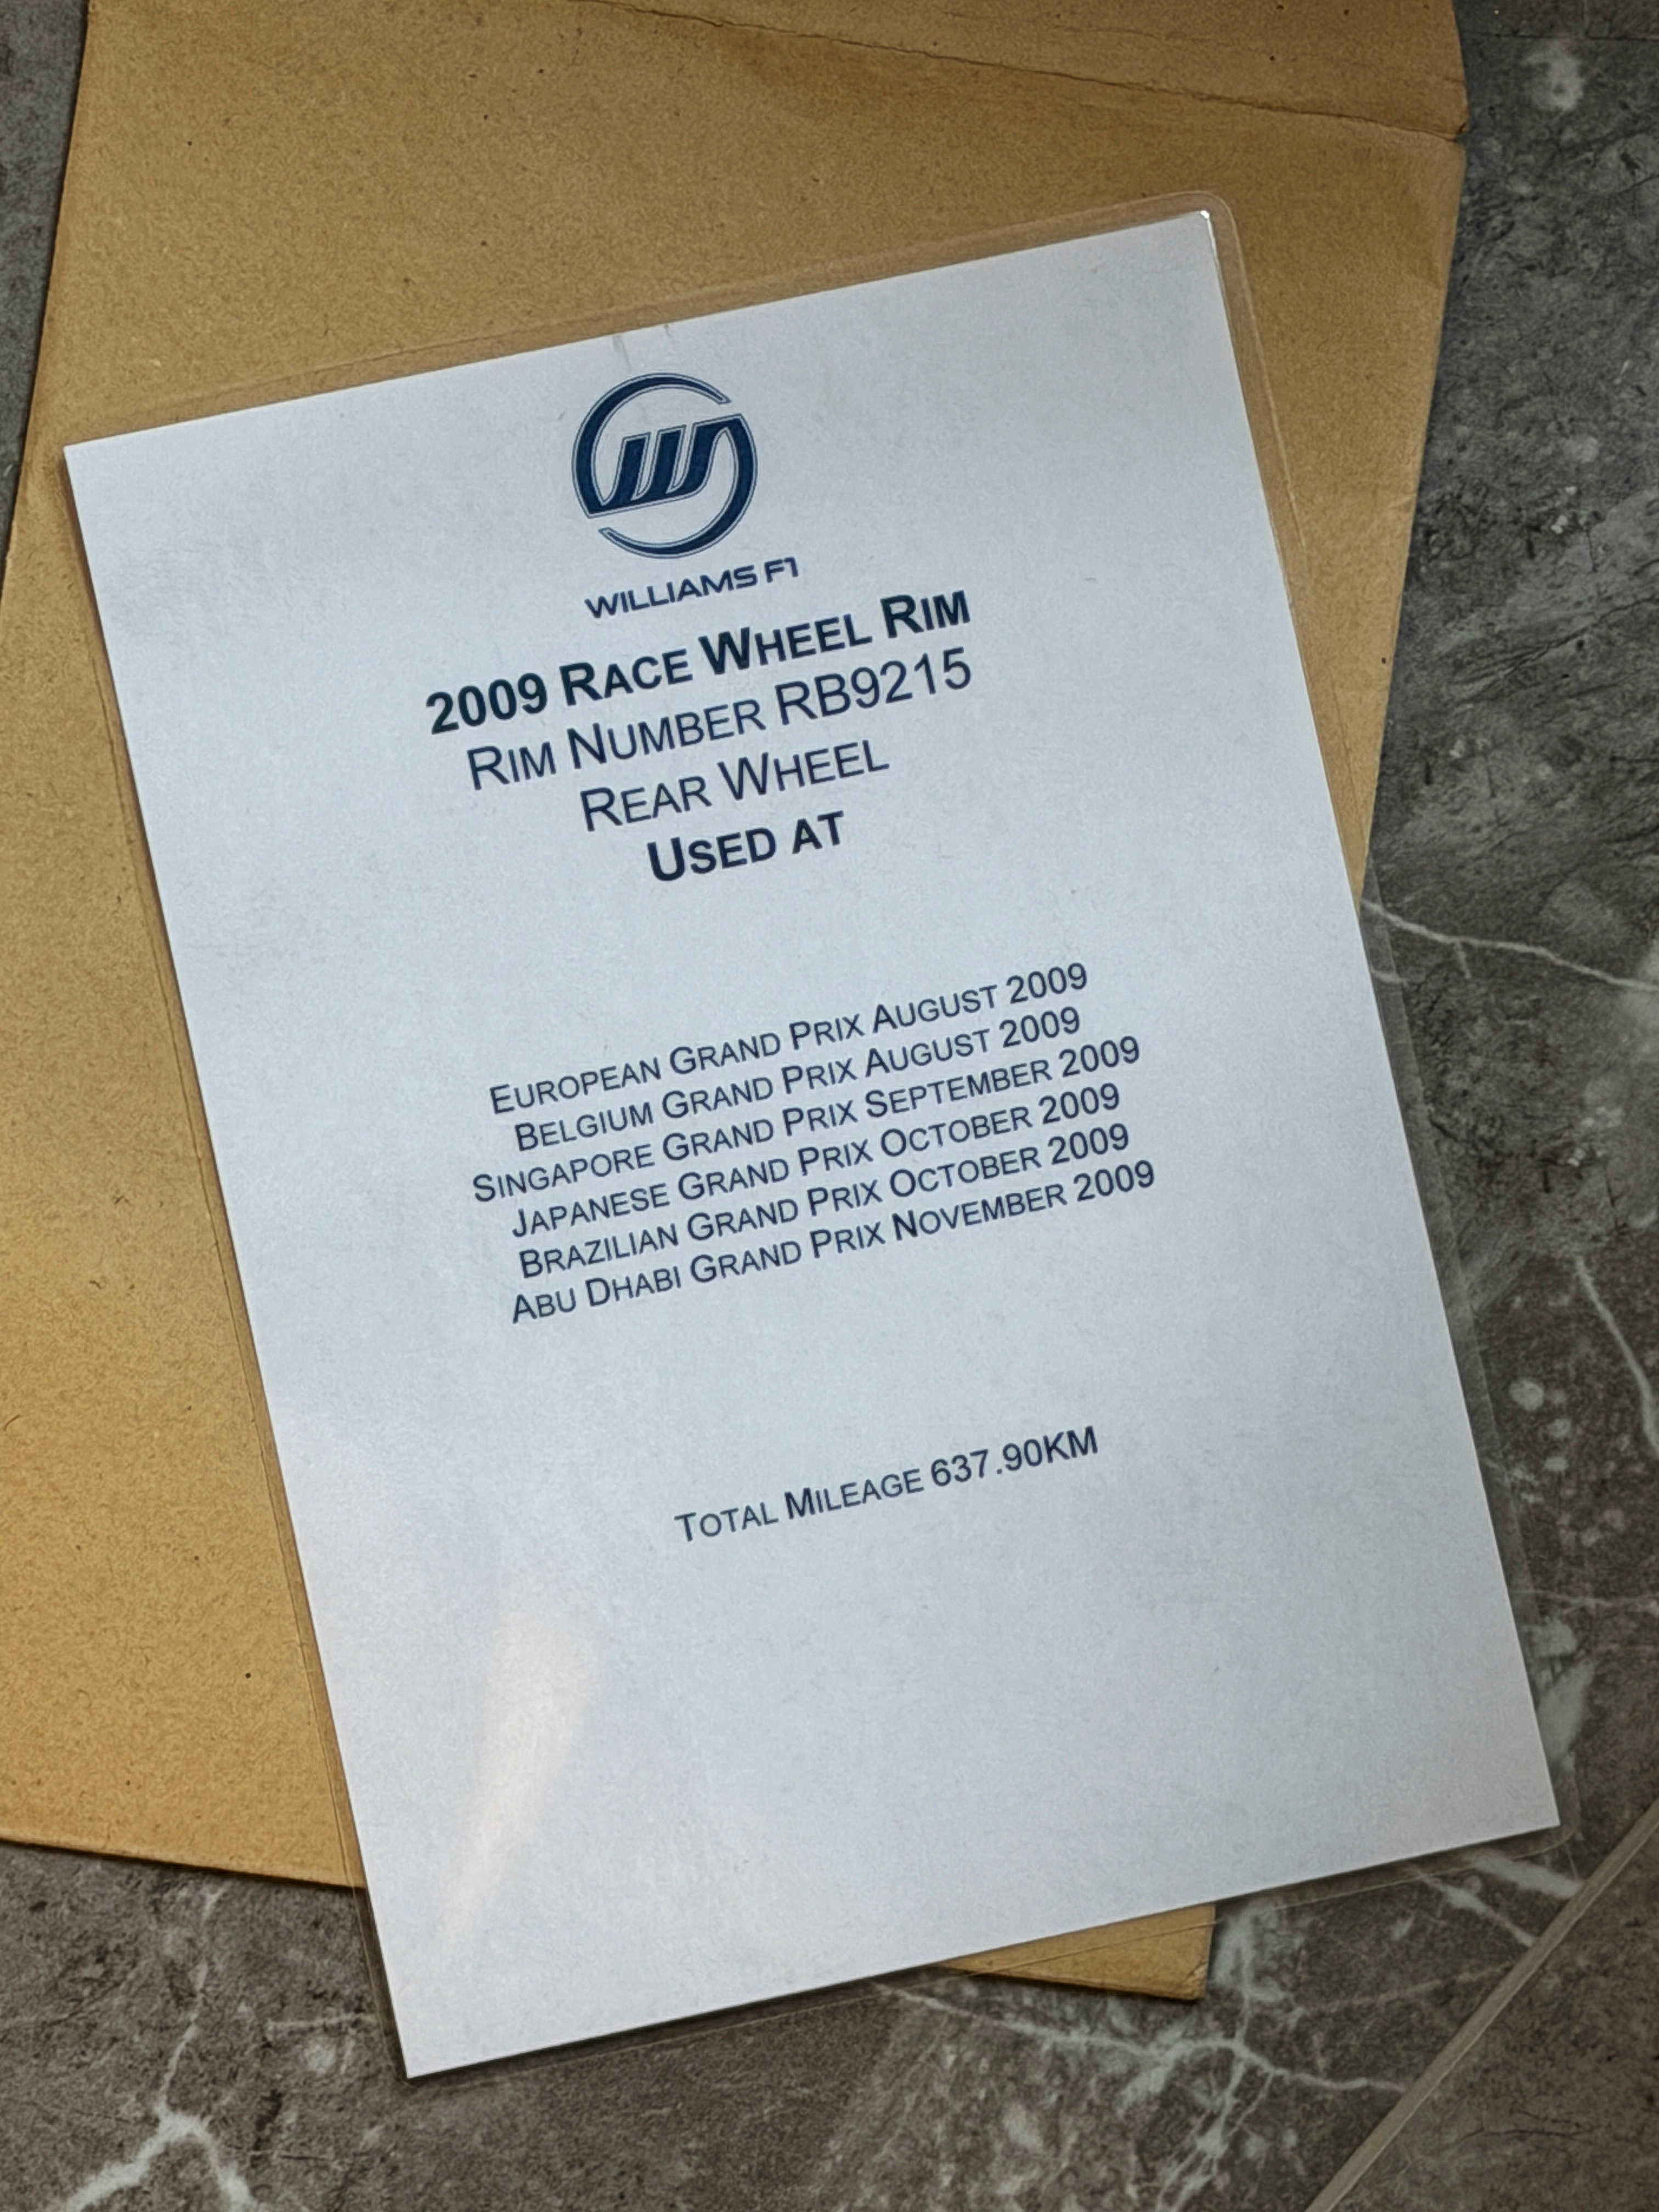 WILLIAMS F1
2009 RACE WHEEL RIM
RIM NUMBER RB9215
REAR WHEEL
USED AT
EUROPEAN GRAND PRIX AUGUST 2009
BELGIUM GRAND PRIX AUGUST 2009
SINGAPORE GRAND PRIX SEPTEMBER 2009
JAPANESE GRAND PRIX OCTOBER 2009
BRAZILIAN GRAND PRIX OCTOBER 2009
ABU DHABI GRAND PRIX NOVEMBER 2009
TOTAL MILEAGE 637.90KM